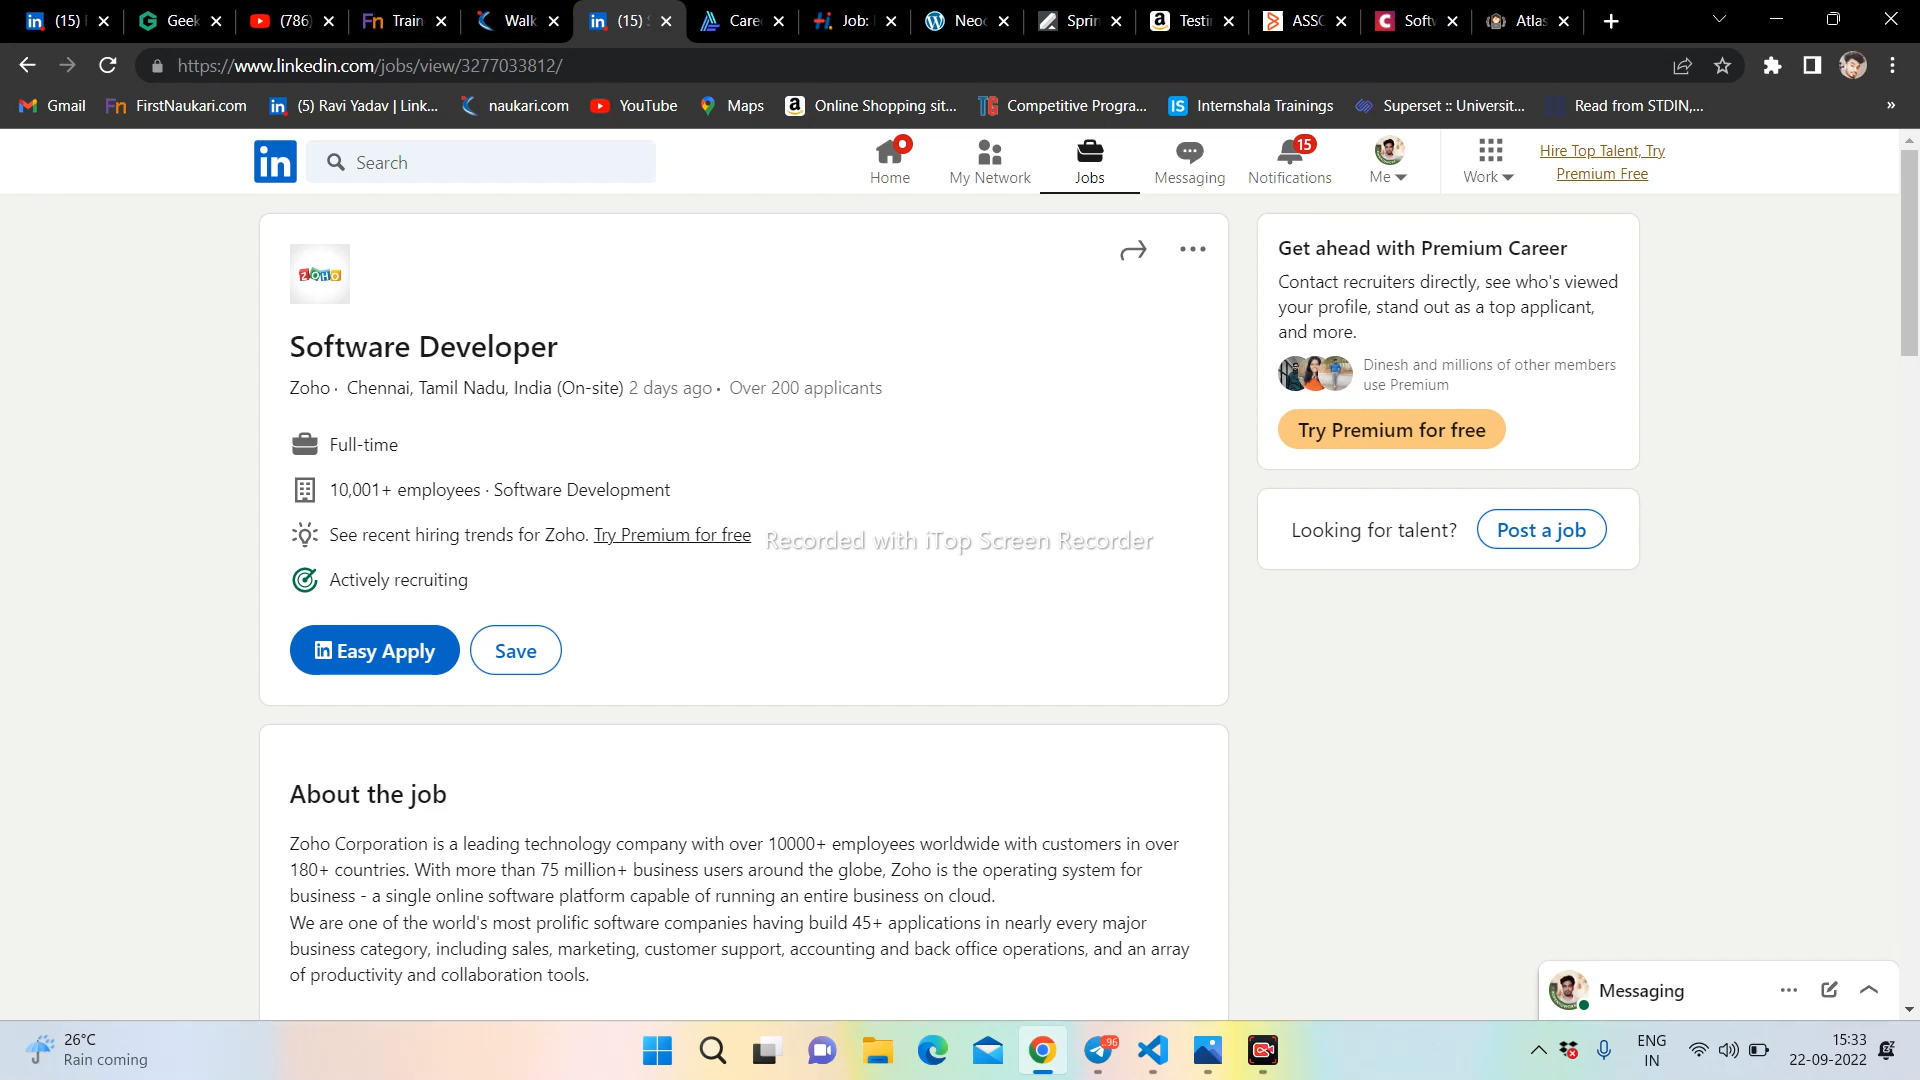 (15)
Geek
(786)
Fn Train
Walk
(15)
Care
Job:
Neo
Sprin
Testin
ASSO
Softw
Atlas
https://www.linkedin.com/jobs/view/3277033812/
Gmail
Fn FirstNaukari.com
(5) Ravi Yadav | Link...
naukari.com
YouTube
Maps
Online Shopping sit...
Competitive Progra...
IS Internshala Trainings
Superset :: Universit...
Read from STDIN,...
»
in
Search
Home
My Network
Jobs
Messaging
15
Notifications
Me
Work
Hire Top Talent, Try
Premium Free
ZOHO
Software Developer
Zoho · Chennai, Tamil Nadu, India (On-site) 2 days ago · Over 200 applicants
Full-time
10,001+ employees · Software Development
See recent hiring trends for Zoho. Try Premium for free
Recorded with iTop Screen Recorder
Actively recruiting
in Easy Apply
Save
Get ahead with Premium Career
Contact recruiters directly, see who's viewed
your profile, stand out as a top applicant,
and more.
Dinesh and millions of other members
use Premium
Try Premium for free
Looking for talent?
Post a job
About the job
Zoho Corporation is a leading technology company with over 10000+ employees worldwide with customers in over
180+ countries. With more than 75 million+ business users around the globe, Zoho is the operating system for
business - a single online software platform capable of running an entire business on cloud.
We are one of the world's most prolific software companies having build 45+ applications in nearly every major
business category, including sales, marketing, customer support, accounting and back office operations, and an array
of productivity and collaboration tools.
Messaging
26°C
Rain coming
96
ENG
IN
15:33
22-09-2022